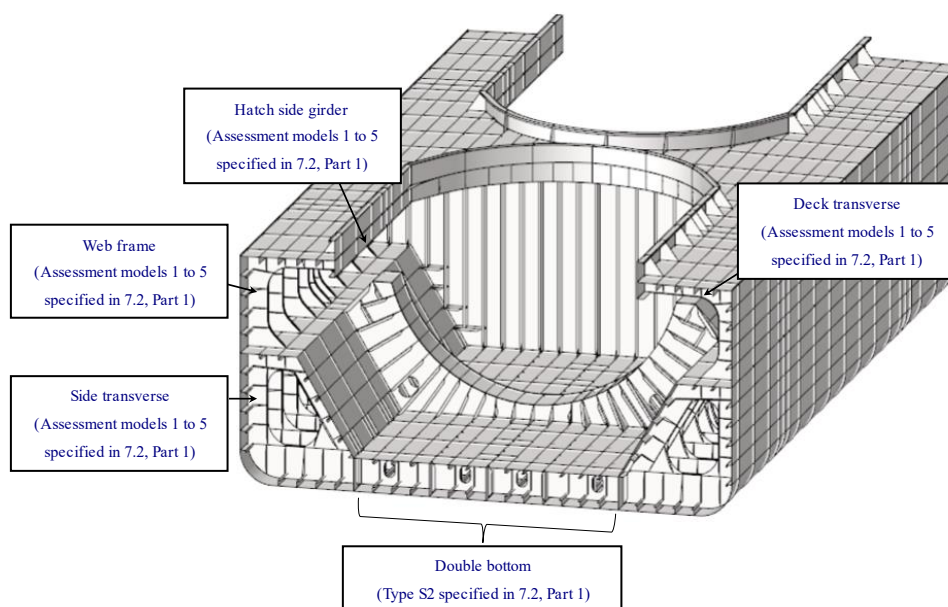 Hatch side girder
(Assessment models 1 to 5
specified in 7.2, Part 1)
Deck transverse
(Assessment models 1 to 5
specified in 7.2, Part 1)
Web frame
(Assessment models 1 to 5
specified in 7.2, Part 1)
Side transverse
(Assessment models 1 to 5
specified in 7.2, Part 1)
Double bottom
(Type S2 specified in 7.2, Part 1)